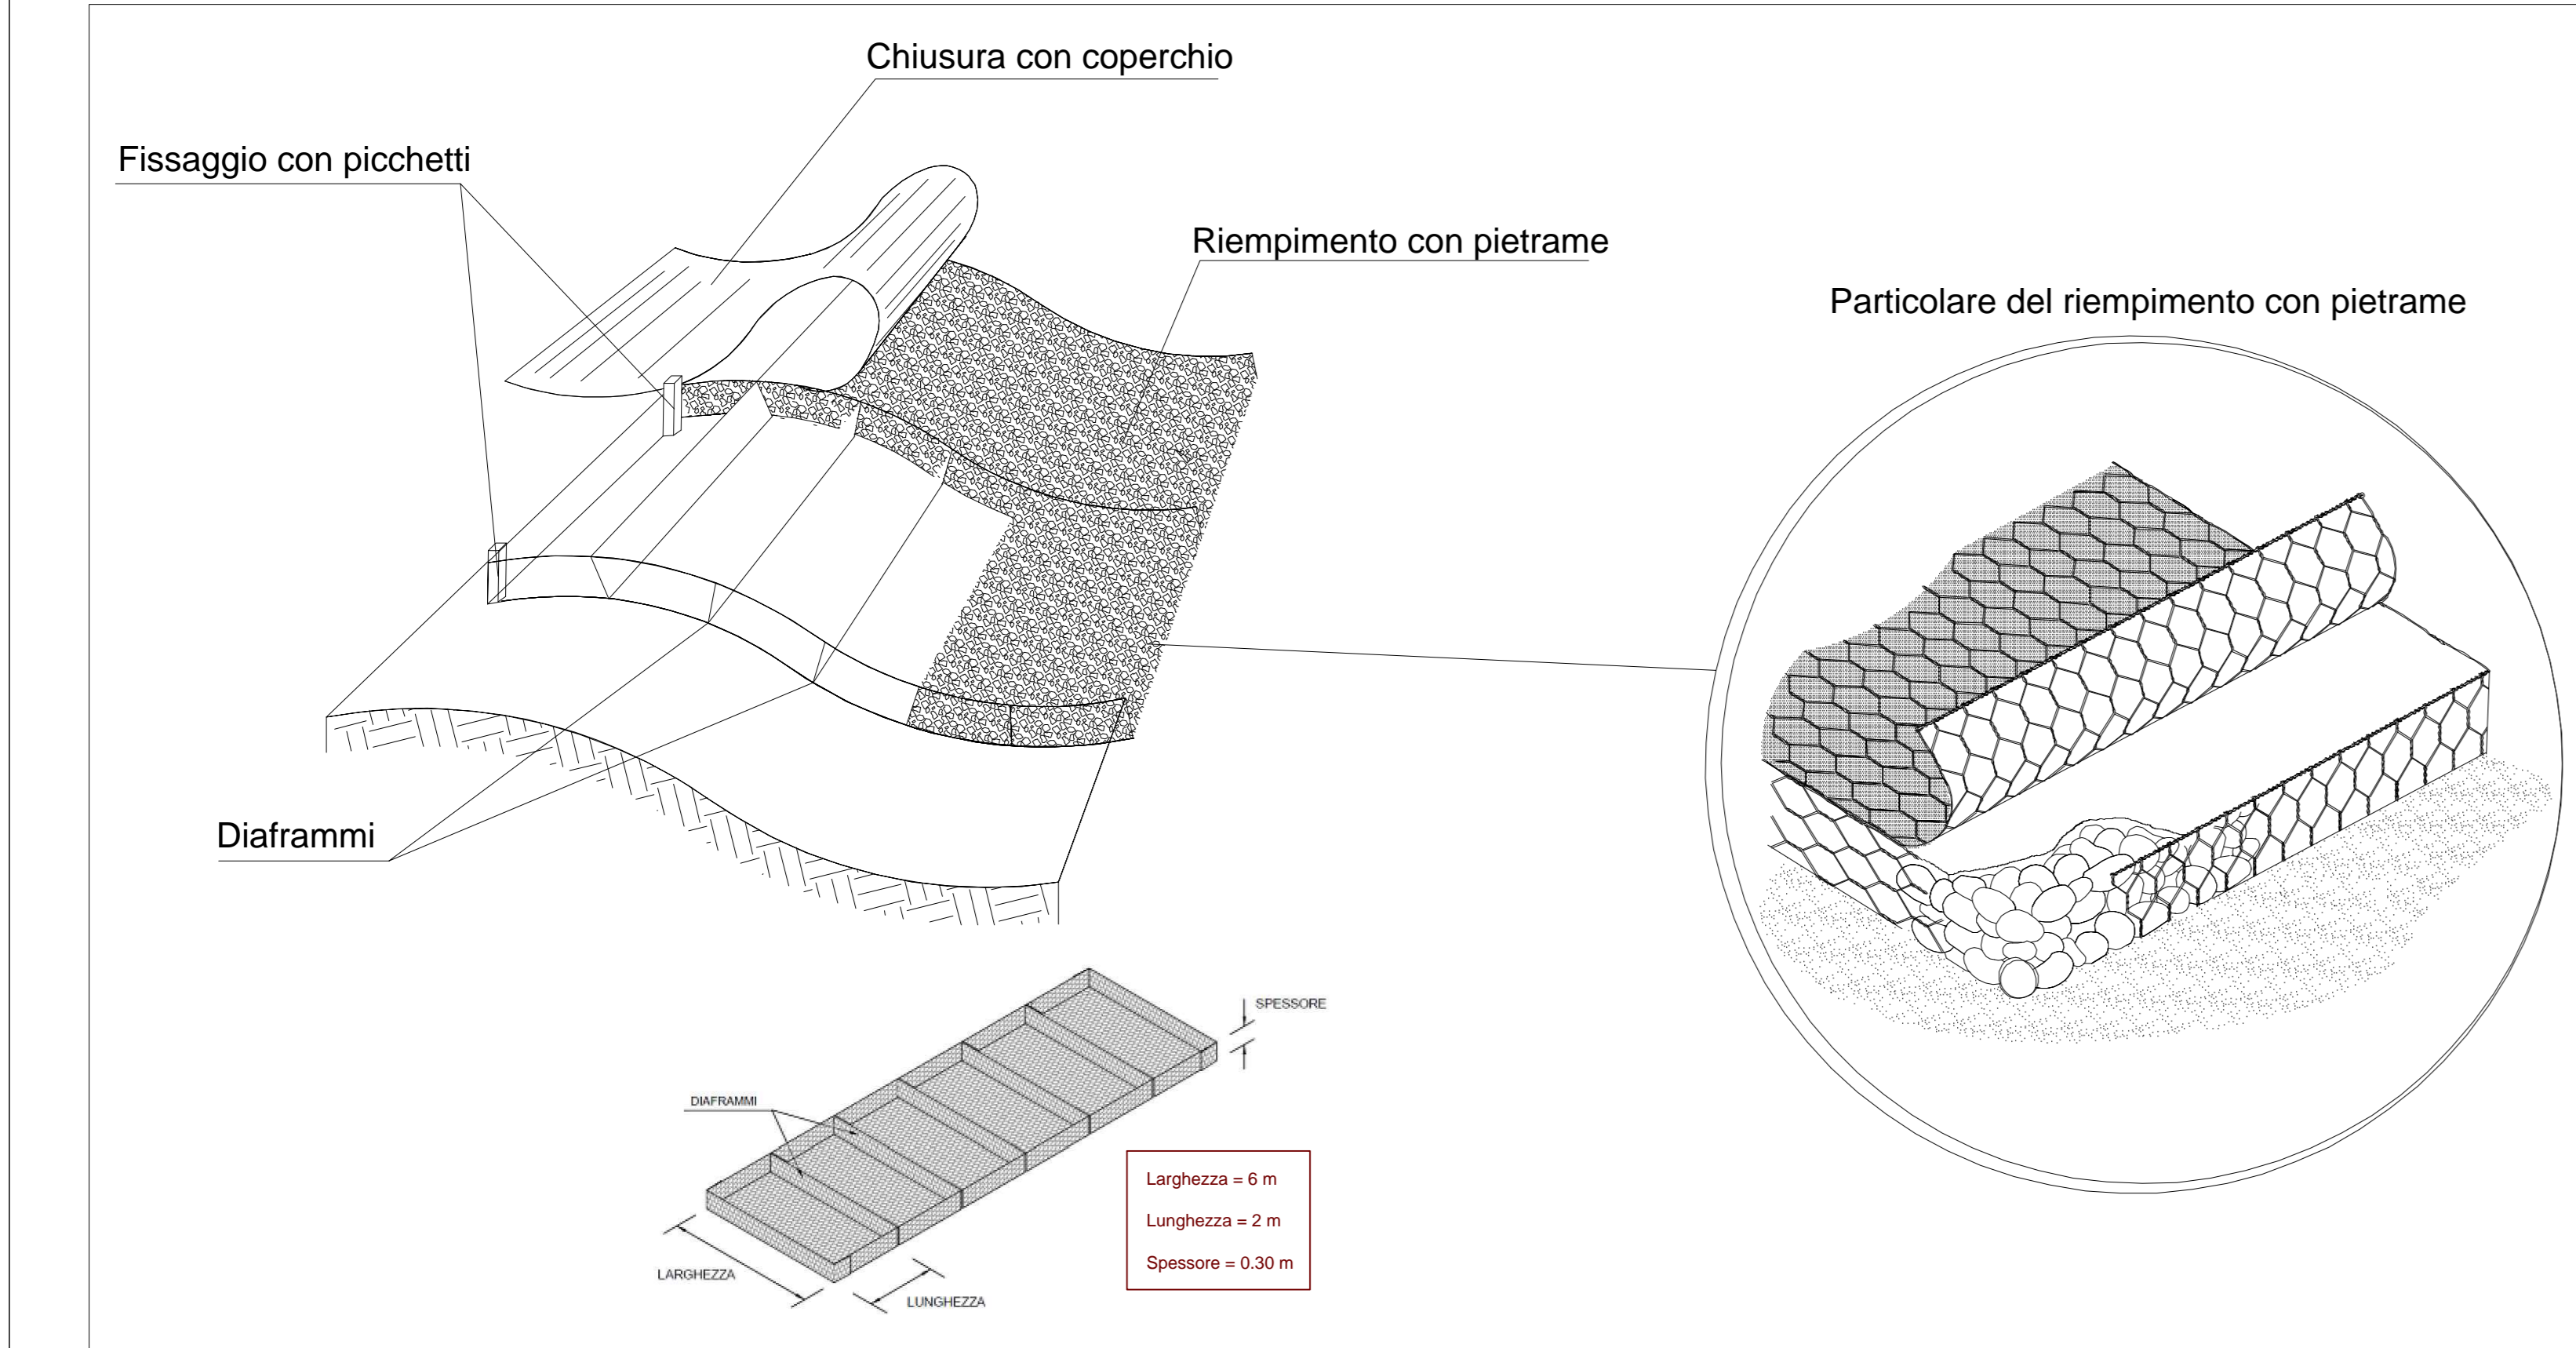 Chiusura con coperchio
Fissaggio con picchetti
Riempimento con pietrame
Particolare del riempimento con pietrame
Diaframmi
SPESSORE
DIAFRAMMI
Larghezza = 6 m
Lunghezza = 2 m
Spessore = 0.30 m
LARGHEZZA
LUNGHEZZA